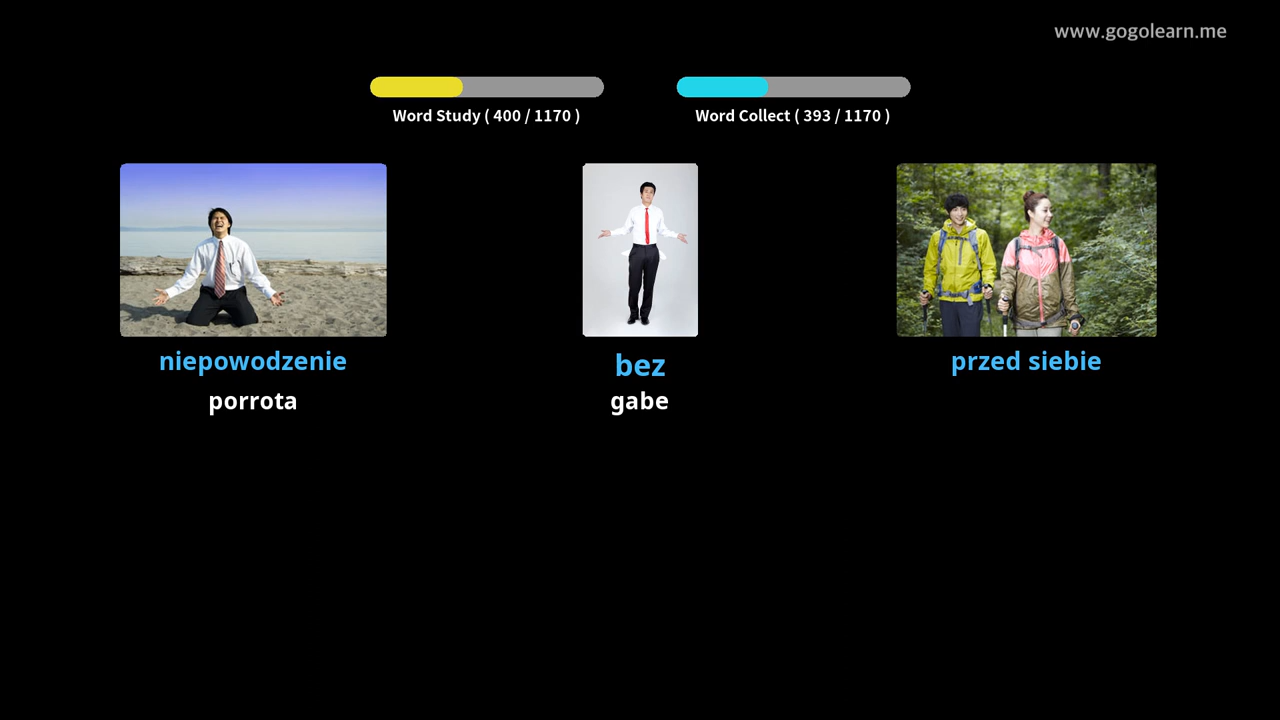 www.gogolearn.me
Word Study ( 400 / 1170 )
Word Collect ( 393 / 1170 )
niepowodzenie
bez
przed siebie
porrota
gabe